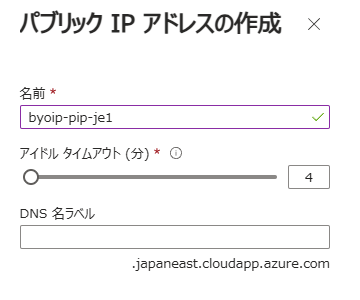 パブリック IP アドレスの作成
名前 *
byoip-pip-je1
アイドル タイムアウト (分) *
4
DNS 名ラベル
.japaneast.cloudapp.azure.com